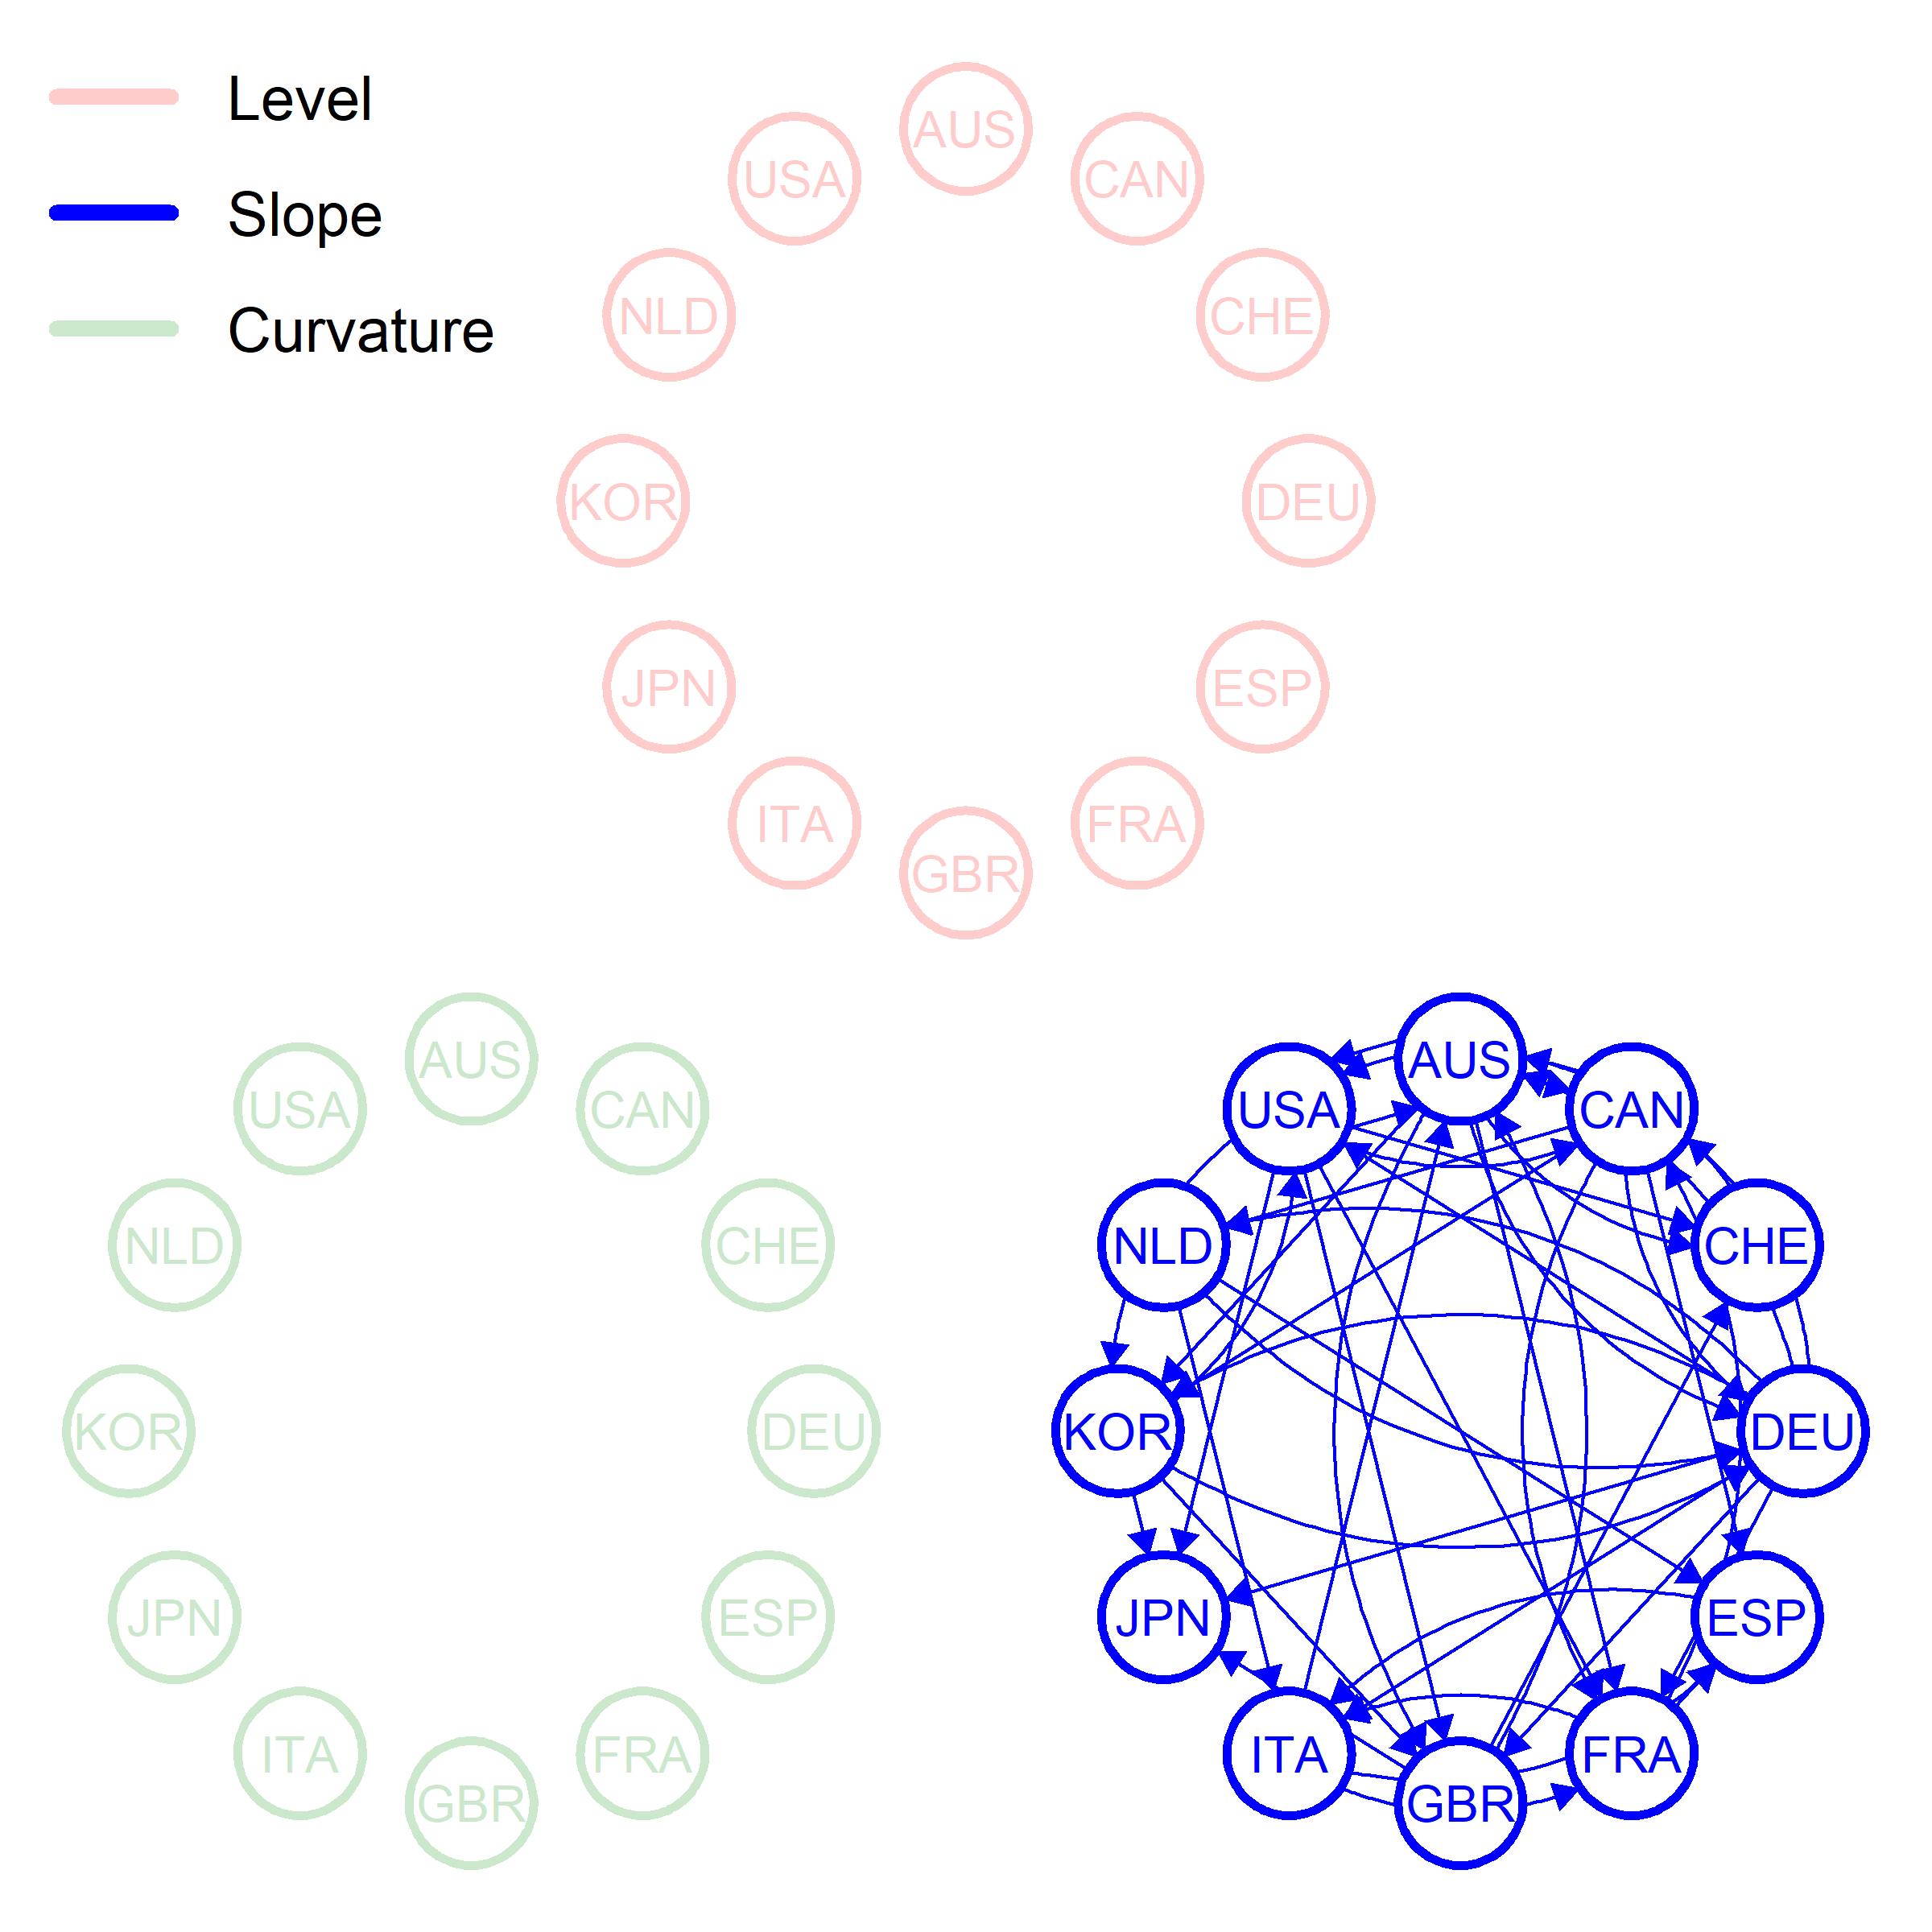 Level
Slope
Curvature
AUS
USA
CAN
NLD
CHE
KOR
DEU
JPN
ESP
ITA
FRA
GBR
AUS
USA
CAN
NLD
CHE
KOR
DEU
JPN
ESP
ITA
FRA
GBR
AUS
USA
CAN
NLD
CHE
KOR
DEU
JPN
ESP
ITA
FRA
GBR